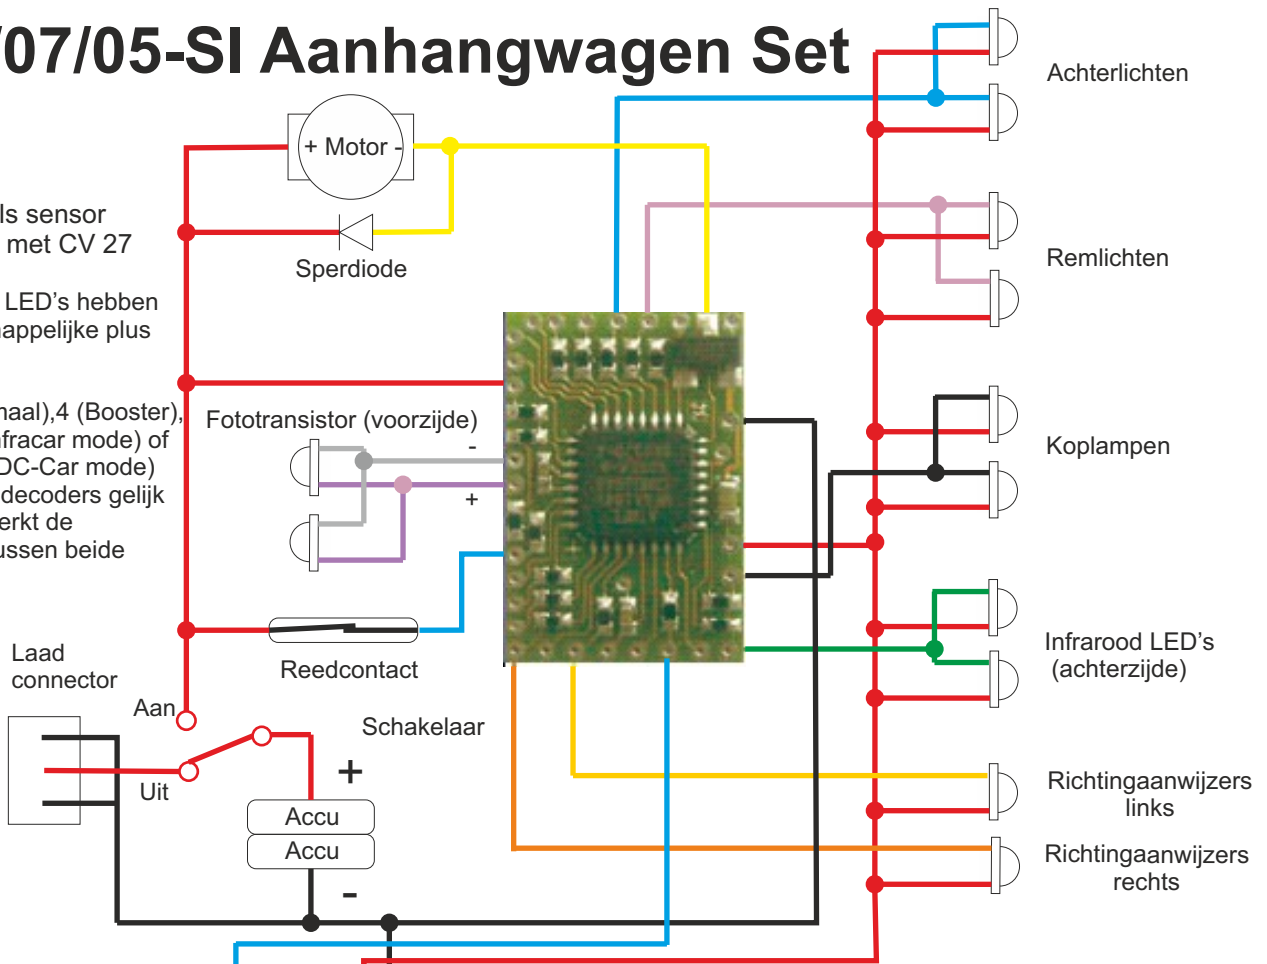 /07/05-SI Aanhangwagen Set
Achterlichten
+ Motor -
ls sensor
met CV 27
Sperdiode
Remlichten
LED's hebben
appelijke plus
naal),4 (Booster),
fracar mode) of
DC-Car mode)
decoders gelijk
erkt de
ussen beide
Fototransistor (voorzijde)
-
+
Koplampen
Reedcontact
Infrarood LED's
(achterzijde)
Laad
connector
Aan
Schakelaar
Uit
+
Accu
Accu
-
Richtingaanwijzers
links
Richtingaanwijzers
rechts